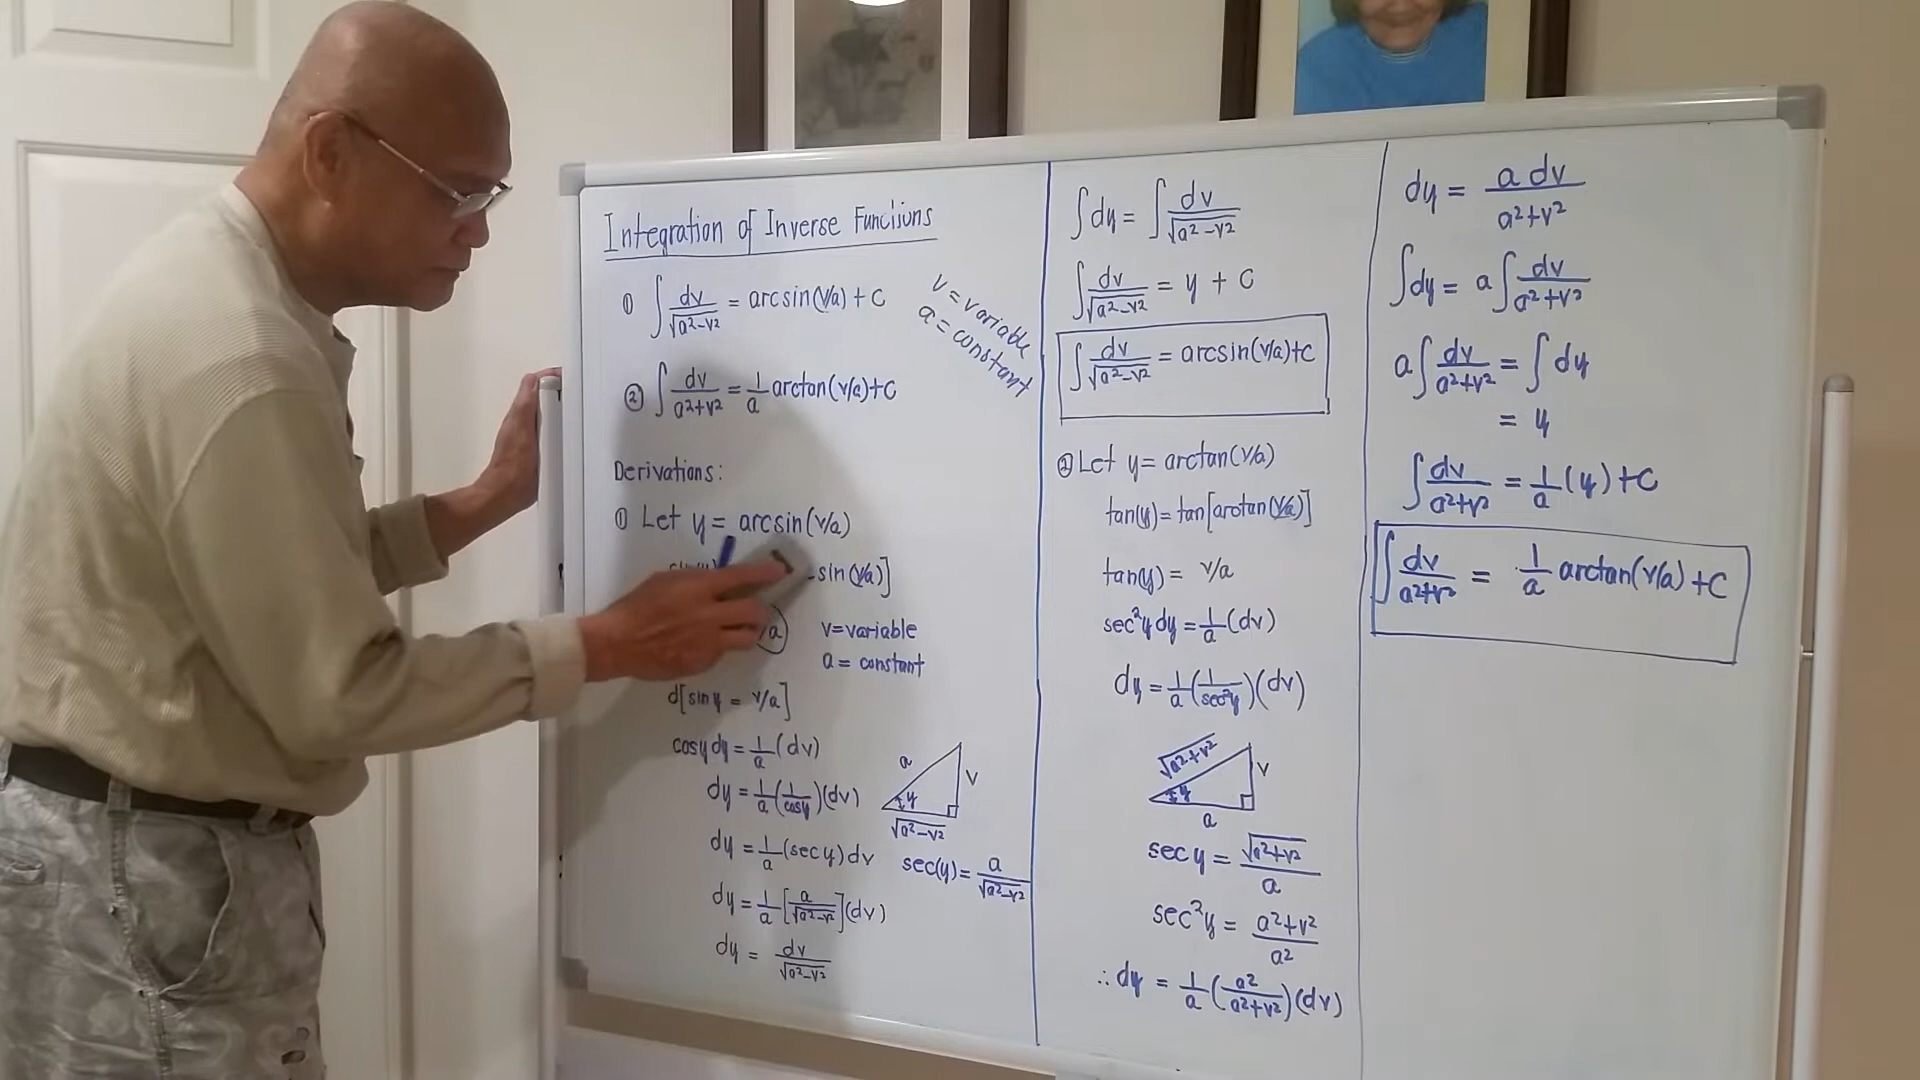 Integration of Inverse Funciions
① ∫ dv/√(a²-v²) = arcsin(v/a) + C
v = variable
a = constant
② ∫ dv/(a²+v²) = 1/a arctan(v/a)+C
Derivations:
① Let y = arcsin(v/a)
sin(v/a)]
v=variable
a = constant
d[sin y = v/a]
cosy dy = 1/a (dv)
dy = 1/a (1/cosy)(dv)
dy = 1/a (sec y) dv
dy = 1/a [a/√(a²-v²)](dv)
dy = dv/√(a²-v²)
a
v
y
√(a²-v²)
sec(y) = a/√(a²-v²)
∫dy = ∫ dv/√(a²-v²)
∫ dv/√(a²-v²) = y + C
∫ dv/√(a²-v²) = arcsin(v/a)+C
② Let y = arctan(v/a)
tan(y) = tan[arctan(v/a)]
tan(y) = v/a
sec²y dy = 1/a (dv)
dy = 1/a (1/sec²y)(dv)
√(a²+v²)
v
y
a
sec y = √(a²+v²)/a
sec²y = (a²+v²)/a²
∴ dy = 1/a (a²/(a²+v²))(dv)
dy = a dv/(a²+v²)
∫dy = a∫ dv/(a²+v²)
a∫ dv/(a²+v²) = ∫ dy
= y
∫ dv/(a²+v²) = 1/a (y) + C
∫ dv/(a²+v²) = 1/a arctan(v/a) + C